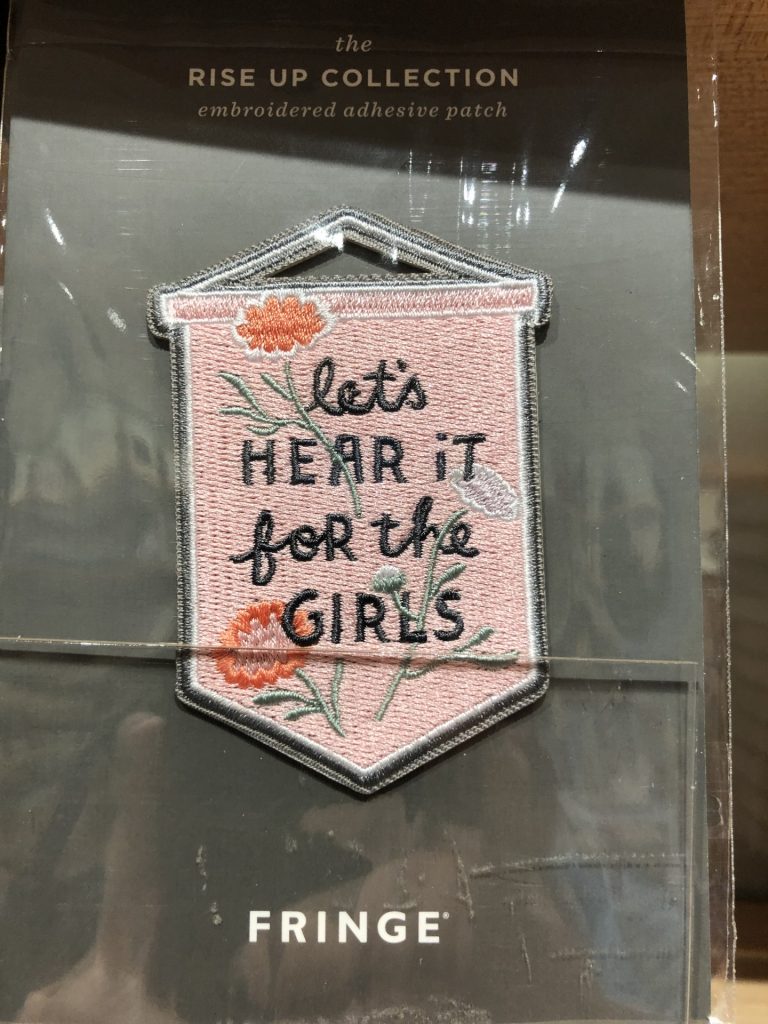 the
RISE UP COLLECTION
embroidered adhesive patch
let's
HEAR iT
foR the
GIRLS
FRINGE®